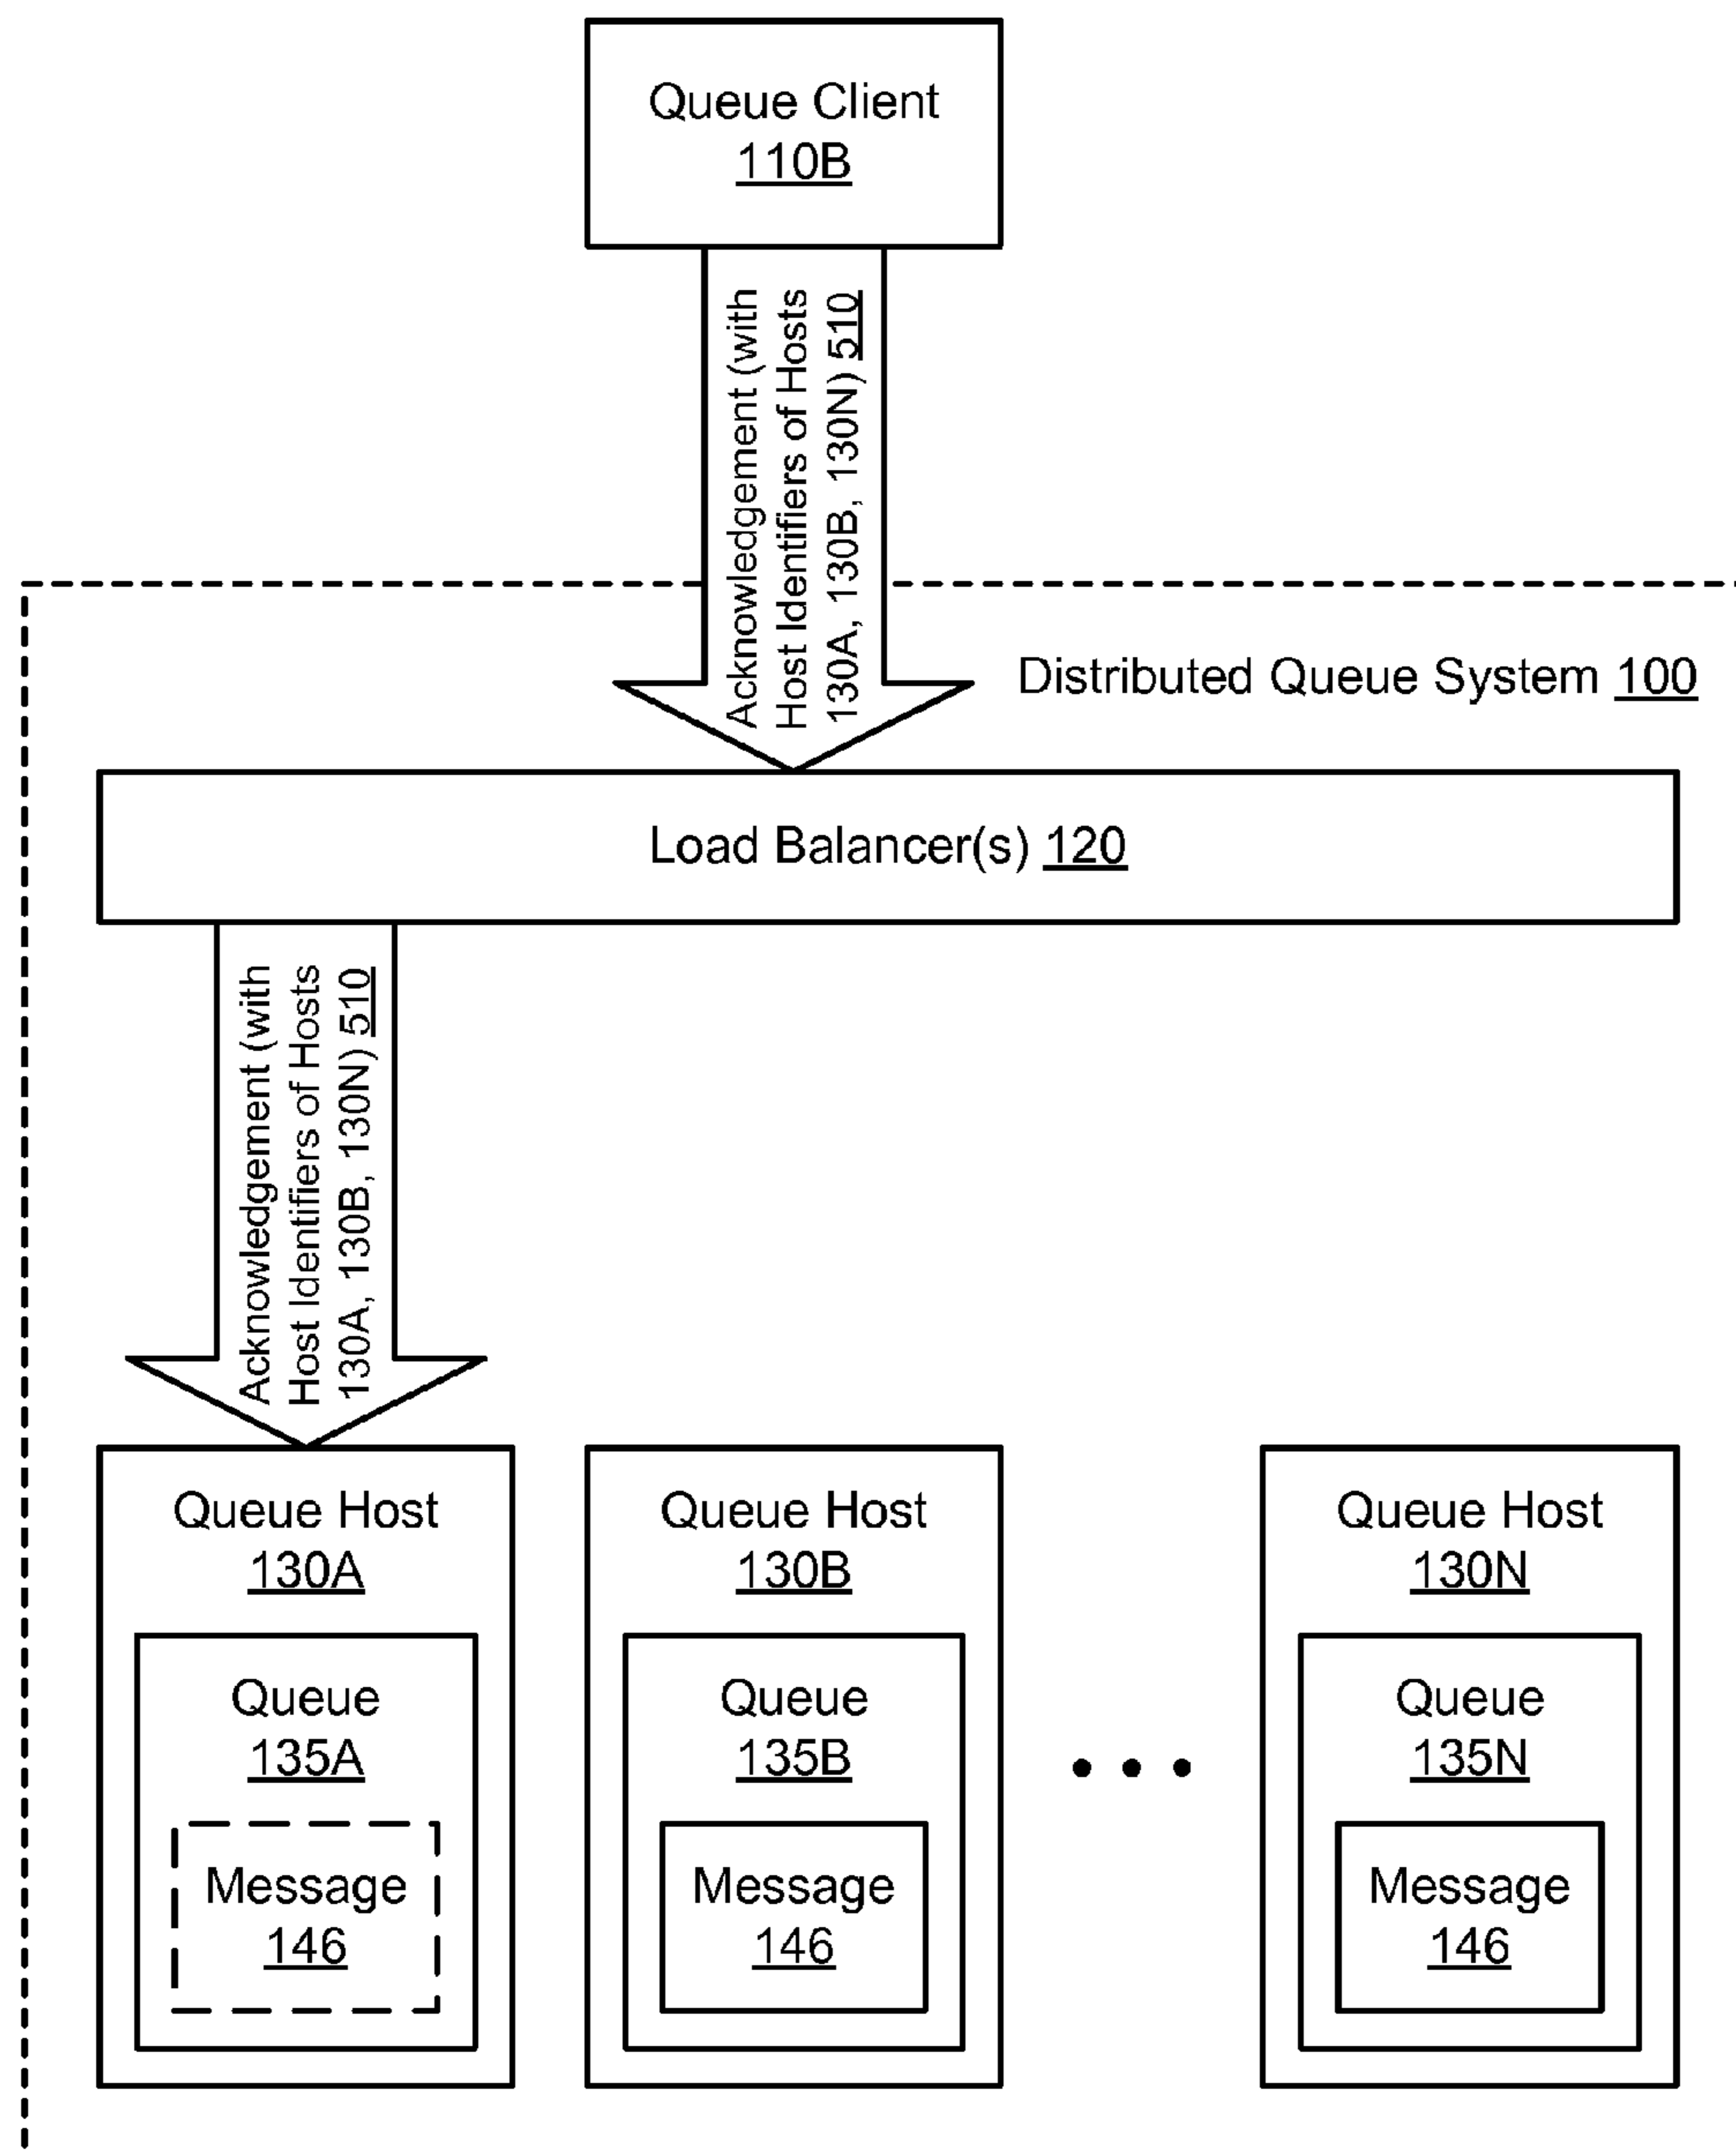 Queue Client
110B
Acknowledgement (with
Host Identifiers of Hosts
130A, 130B, 130N) 510
Distributed Queue System 100
Load Balancer(s) 120
Acknowledgement (with
Host Identifiers of Hosts
130A, 130B, 130N) 510
Queue Host
130A
Queue
135A
Message
146
Queue Host
130B
Queue
135B
Message
146
Queue Host
130N
Queue
135N
Message
146